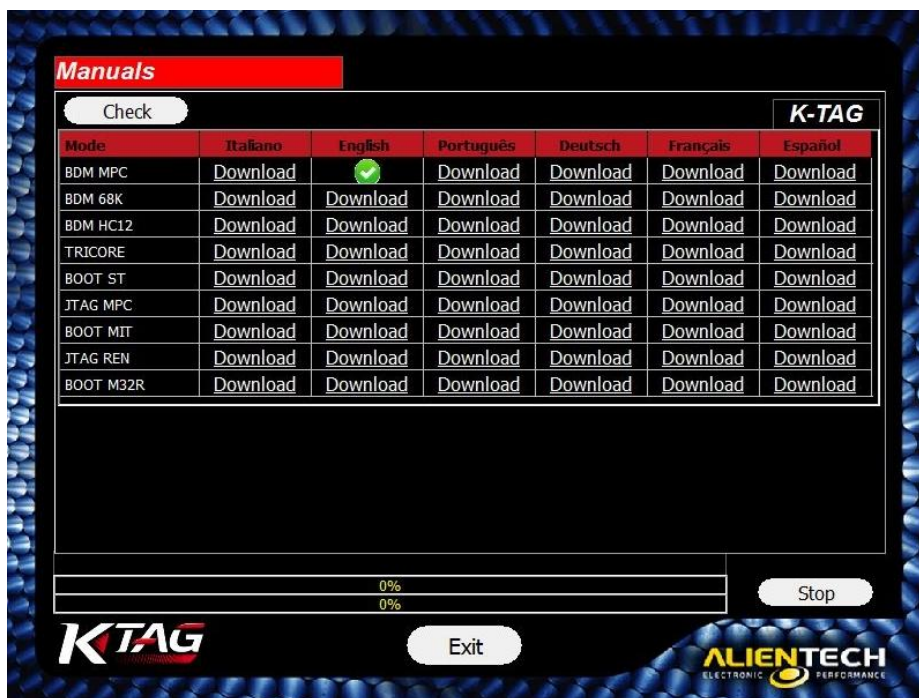 Manuals
Check
K-TAG
Mode Italiano English Português Deutsch Français Español
BDM MPC Download Download Download Download Download
BDM 68K Download Download Download Download Download Download
BDM HC12 Download Download Download Download Download Download
TRICORE Download Download Download Download Download Download
BOOT ST Download Download Download Download Download Download
JTAG MPC Download Download Download Download Download Download
BOOT MIT Download Download Download Download Download Download
JTAG REN Download Download Download Download Download Download
BOOT M32R Download Download Download Download Download Download
0%
0%
Stop
KTAG
Exit
ALIENTECH
ELECTRONIC PERFORMANCE